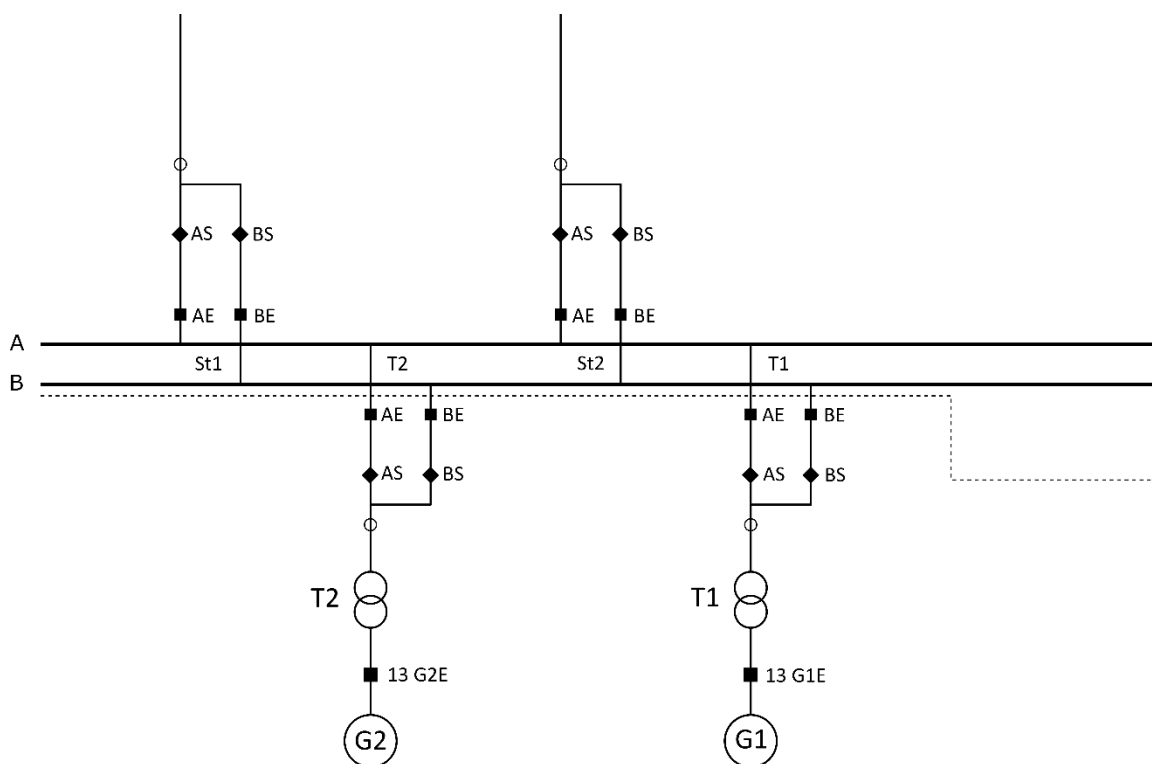 AS BS AS BS
AE BE AE BE
A
St1 T2 St2 T1
B
AE BE AE BE
AS BS AS BS
T2 T1
13 G2E 13 G1E
G2 G1